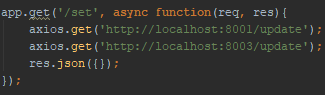 app.get('/set', async function(req, res){
    axios.get('http://localhost:8001/update');
    axios.get('http://localhost:8003/update');
    res.json({});
});